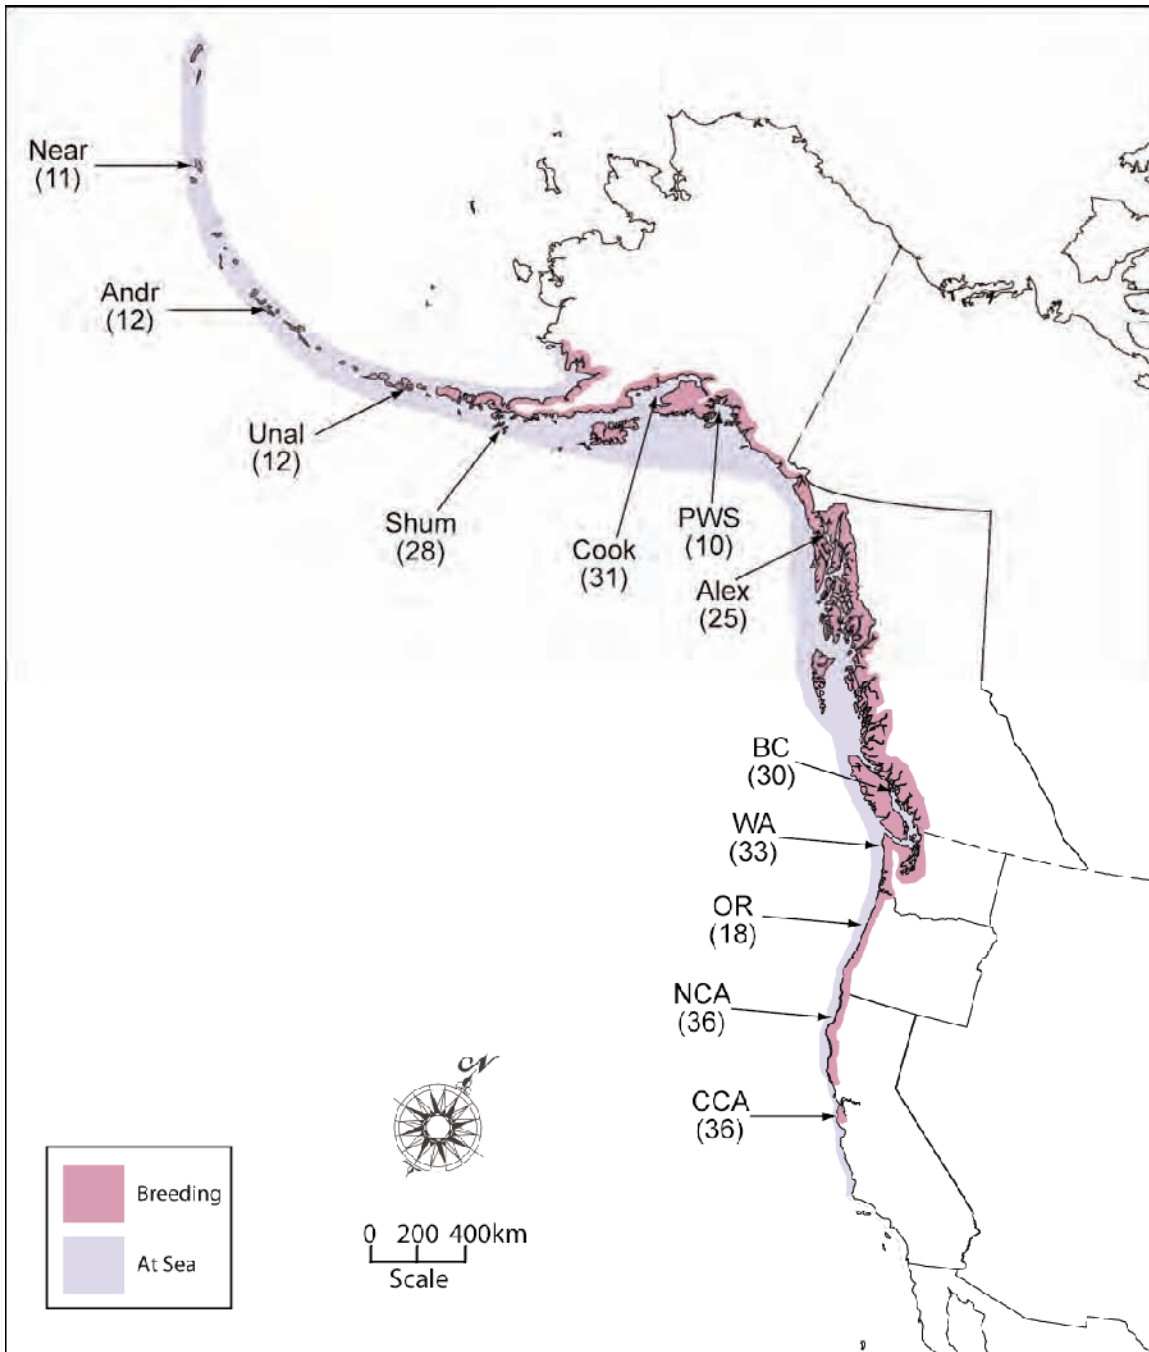 Near
(11)
Andr
(12)
Unal
(12)
Shum
(28)
Cook
(31)
PWS
(10)
Alex
(25)
BC
(30)
WA
(33)
OR
(18)
NCA
(36)
CCA
(36)
N
Breeding
At Sea
0 200 400km
Scale